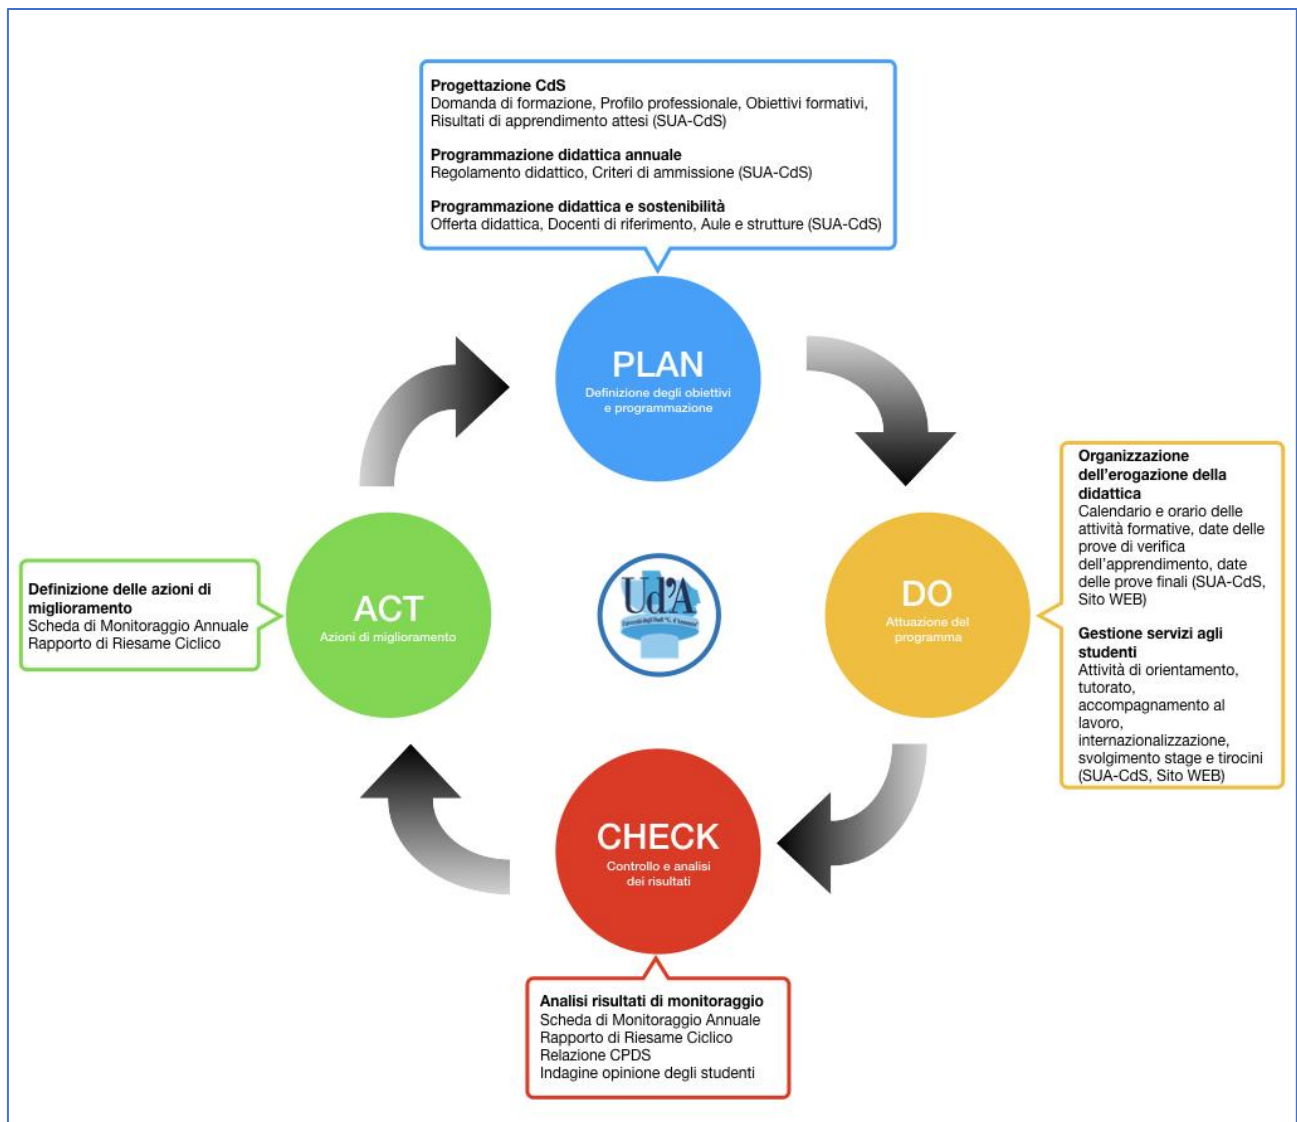 Progettazione CdS
Domanda di formazione, Profilo professionale, Obiettivi formativi,
Risultati di apprendimento attesi (SUA-CdS)
Programmazione didattica annuale
Regolamento didattico, Criteri di ammissione (SUA-CdS)
Programmazione didattica e sostenibilità
Offerta didattica, Docenti di riferimento, Aule e strutture (SUA-CdS)
PLAN
Definizione degli obiettivi
e programmazione
Organizzazione
dell'erogazione della
didattica
Calendario e orario delle
attività formative, date delle
prove di verifica
dell'apprendimento, date
delle prove finali (SUA-CdS,
Sito WEB)
Gestione servizi agli
studenti
Attività di orientamento,
tutorato,
accompagnamento al
lavoro,
internazionalizzazione,
svolgimento stage e tirocini
(SUA-CdS, Sito WEB)
DO
Attuazione del
programma
Ud'A
Università degli Studi "G. d'Annunzio"
Definizione delle azioni di
miglioramento
Scheda di Monitoraggio Annuale
Rapporto di Riesame Ciclico
ACT
Azioni di miglioramento
CHECK
Controllo e analisi
dei risultati
Analisi risultati di monitoraggio
Scheda di Monitoraggio Annuale
Rapporto di Riesame Ciclico
Relazione CPDS
Indagine opinione degli studenti